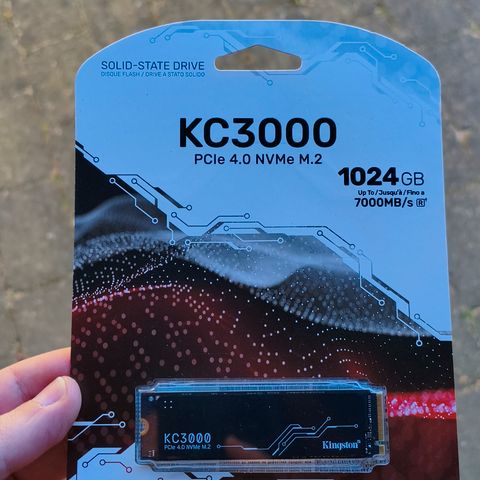 SOLID-STATE DRIVE
DISQUE FLASH / DRIVE A STATO SOLIDO
KC3000
PCIe 4.0 NVMe M.2
1024GB
Up To / Jusqu'à / Fino a
7000MB/s R
KC3000
PCIe 4.0 NVMe M.2
Kingston